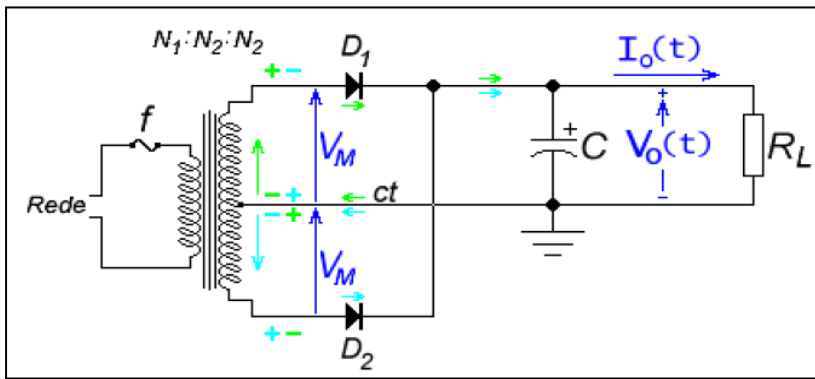 N1:N2:N2
D1
Io(t)
+ -
f
VM
+
C
+
Vo(t)
-
RL
Rede
- +
ct
- +
VM
+ -
D2